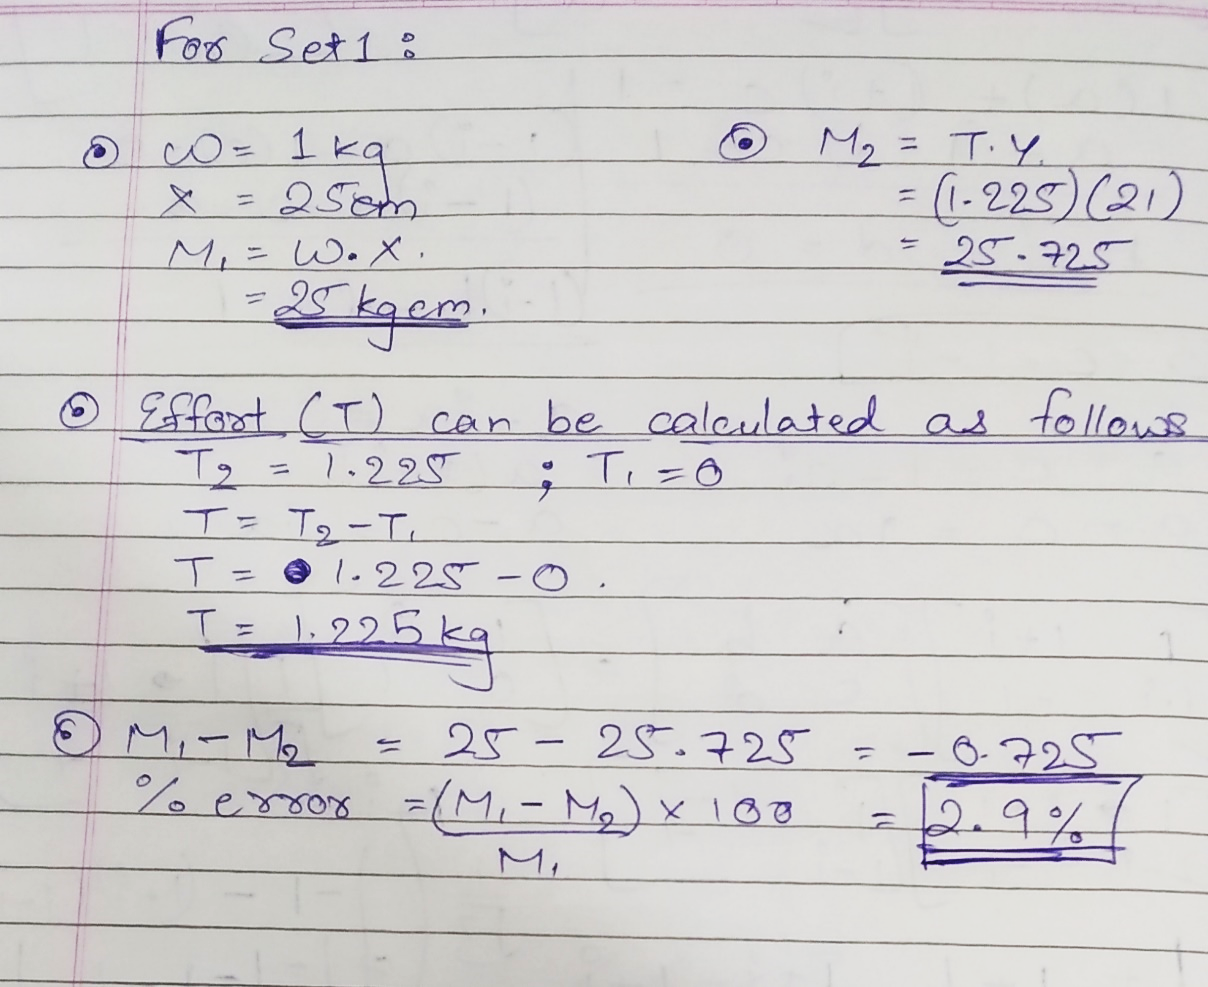 For Set 1 :
W = 1 kg
X = 25cm
M₁ = W.X.
= 25 kgcm.
M₂ = T.Y.
= (1.225)(21)
= 25.725
Effort (T) can be calculated as follows
T₂ = 1.225 ; T₁ = 0
T = T₂ - T₁
T = 1.225 - 0.
T = 1.225 kg
M₁ - M₂ = 25 - 25.725 = - 0.725
% error = (M₁ - M₂) x 100 = 2.9%
M₁